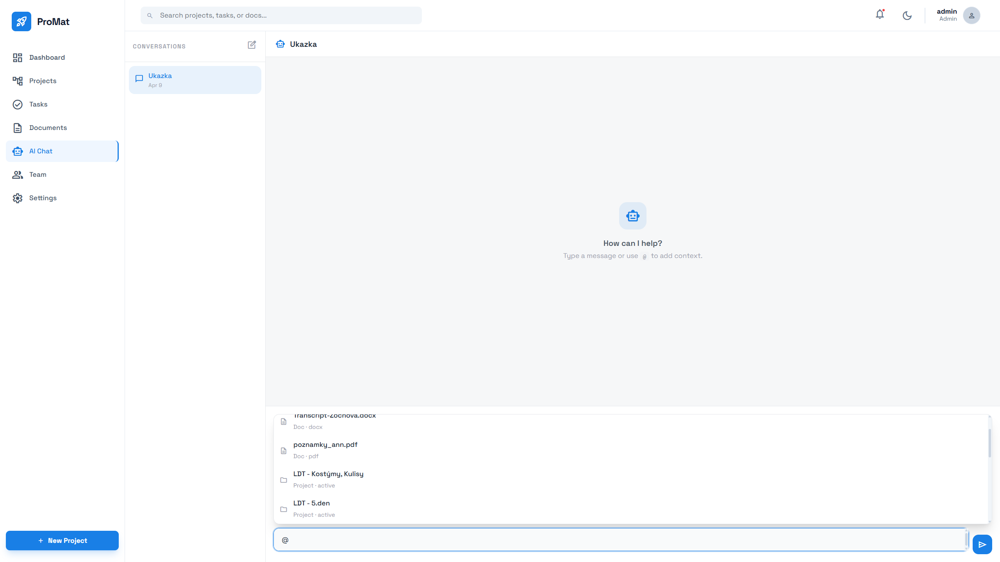 ProMat
Search projects, tasks, or docs...
admin
Admin
Dashboard
Projects
Tasks
Documents
AI Chat
Team
Settings
New Project
CONVERSATIONS
Ukazka
Apr 9
Ukazka
How can I help?
Type a message or use @ to add context.
Transcript-Zochova.docx
Doc · docx
poznamky_ann.pdf
Doc · pdf
LDT - Kostýmy, Kulisy
Project · active
LDT - 5.den
Project · active
@